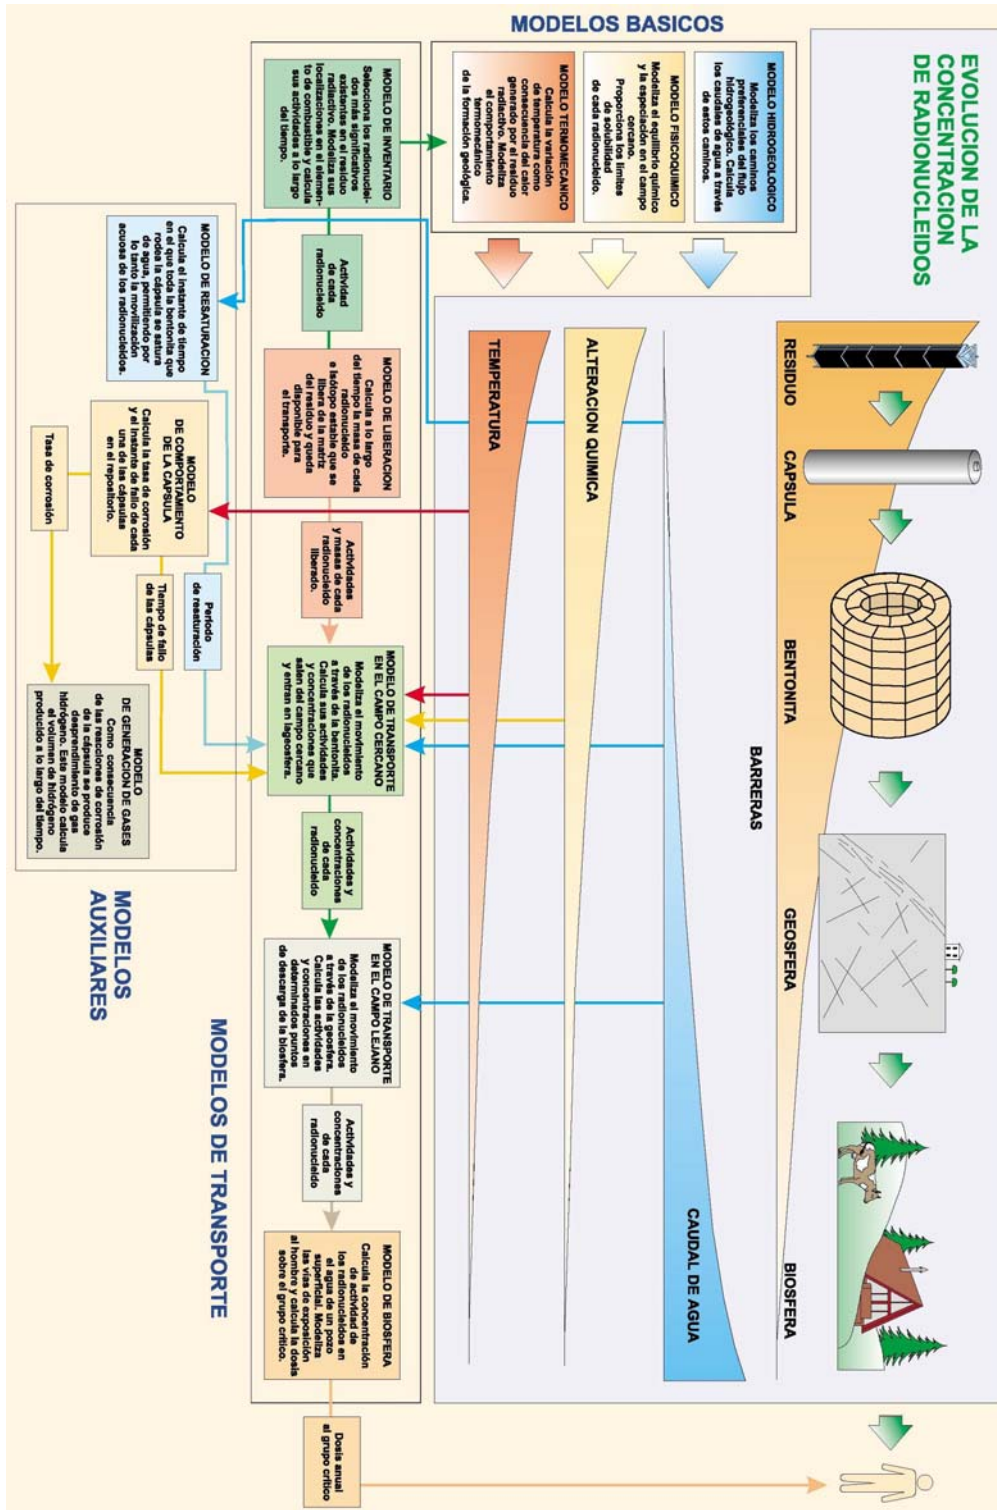 EVOLUCION DE LA
CONCENTRACION
DE RADIONUCLEIDOS
RESIDUO
CAPSULA
BENTONITA
GEOSFERA
BIOSFERA
BARRERAS
CAUDAL DE AGUA
ALTERACION QUIMICA
TEMPERATURA
MODELOS BASICOS
MODELO HIDROGEOLOGICO
Modeliza los caminos
preferenciales del flujo
hidrogeológico. Calcula
los caudales de agua a través
de estos caminos.
MODELO FISICOQUIMICO
Modeliza el equilibrio químico
y la especiación en el campo
cercano.
Proporciona los límites
de solubilidad
de cada radionucleido.
MODELO TERMOMECANICO
Calcula la variación
de temperatura como
consecuencia del calor
generado por el residuo
radiactivo. Modeliza
el comportamiento
termomecánico
de la formación geológica.
MODELO DE INVENTARIO
Selecciona los radionuclei-
dos más significativos
existentes en el residuo
radiactivo. Modeliza sus
localizaciones en el elemen-
to de combustible y calcula
sus actividades a lo largo
del tiempo.
Actividad
de cada
radionucleido
MODELO DE LIBERACION
Calcula a lo largo
del tiempo la masa de cada
radionucleido
e isótopo estable que se
libera de la matriz
del residuo y queda
disponible para
el transporte.
Actividades
y masas de cada
radionucleido
liberado.
MODELO DE TRANSPORTE
EN EL CAMPO CERCANO
Modeliza el movimiento
de los radionucleidos
a través de la bentonita.
Calcula sus actividades
y concentraciones que
salen del campo cercano
y entran en lageosfera.
Actividades y
concentraciones
de cada
radionucleido
MODELO DE TRANSPORTE
EN EL CAMPO LEJANO
Modeliza el movimiento
de los radionucleidos
a través de la geosfera.
Calcula las actividades
y concentraciones en
determinados puntos
de descarga de la biosfera.
Actividades y
concentraciones
de cada
radionucleido
MODELO DE BIOSFERA
Calcula la concentración
de actividad de
los radionucleidos en
el agua de un pozo
superficial. Modeliza
las vías de exposición
al hombre y calcula la dosis
sobre el grupo crítico.
Dosis anual
al grupo crítico
MODELOS DE TRANSPORTE
MODELO DE RESATURACION
Calcula el instante de tiempo
en el que toda la bentonita que
rodea la cápsula se satura
de agua, permitiendo por
lo tanto la movilización
acuosa de los radionucleidos.
Período
de resaturación
MODELO
DE COMPORTAMIENTO
DE LA CAPSULA
Calcula la tasa de corrosión
y el instante de fallo de cada
una de las cápsulas
en el repositorio.
Tiempo de fallo
de las cápsulas
Tasa de corrosión
MODELO
DE GENERACION DE GASES
Como consecuencia
de las reacciones de corrosión
de la cápsula se produce
desprendimiento de gas
hidrógeno. Este modelo calcula
el volumen de hidrógeno
producido a lo largo del tiempo.
MODELOS
AUXILIARES